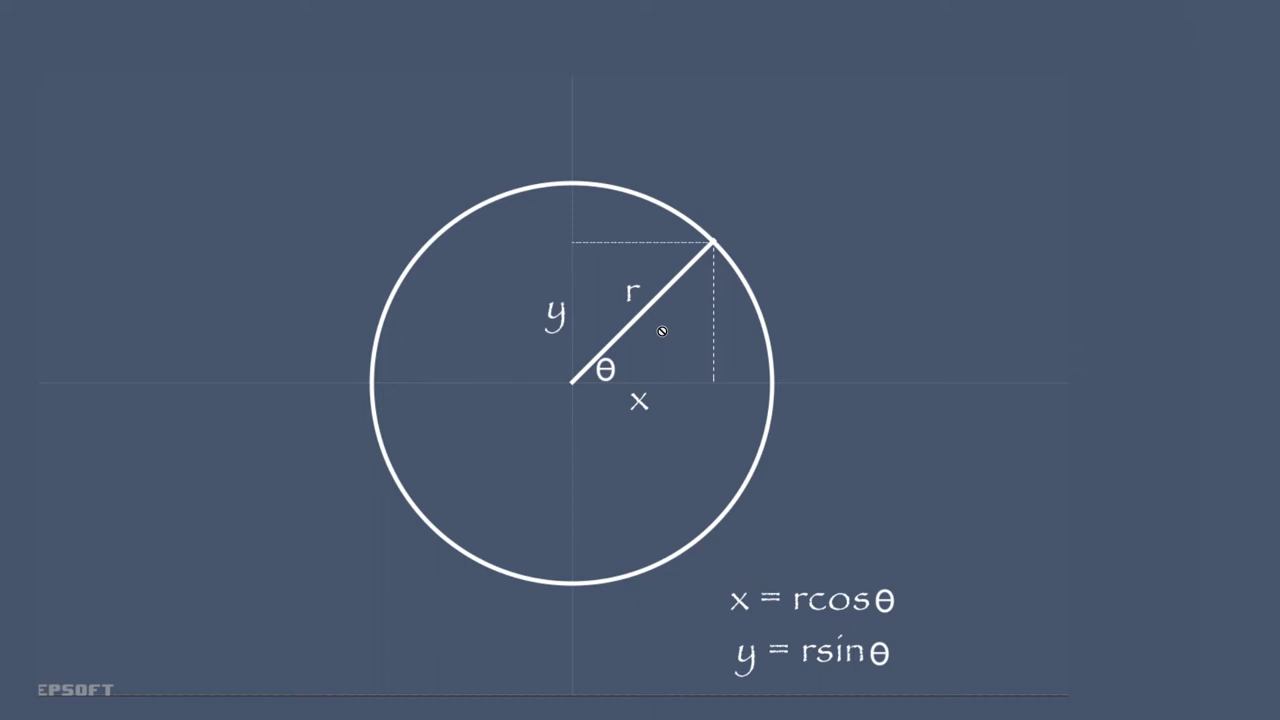 r
y
θ
x
x = rcosθ
y = rsinθ
EPSOFT